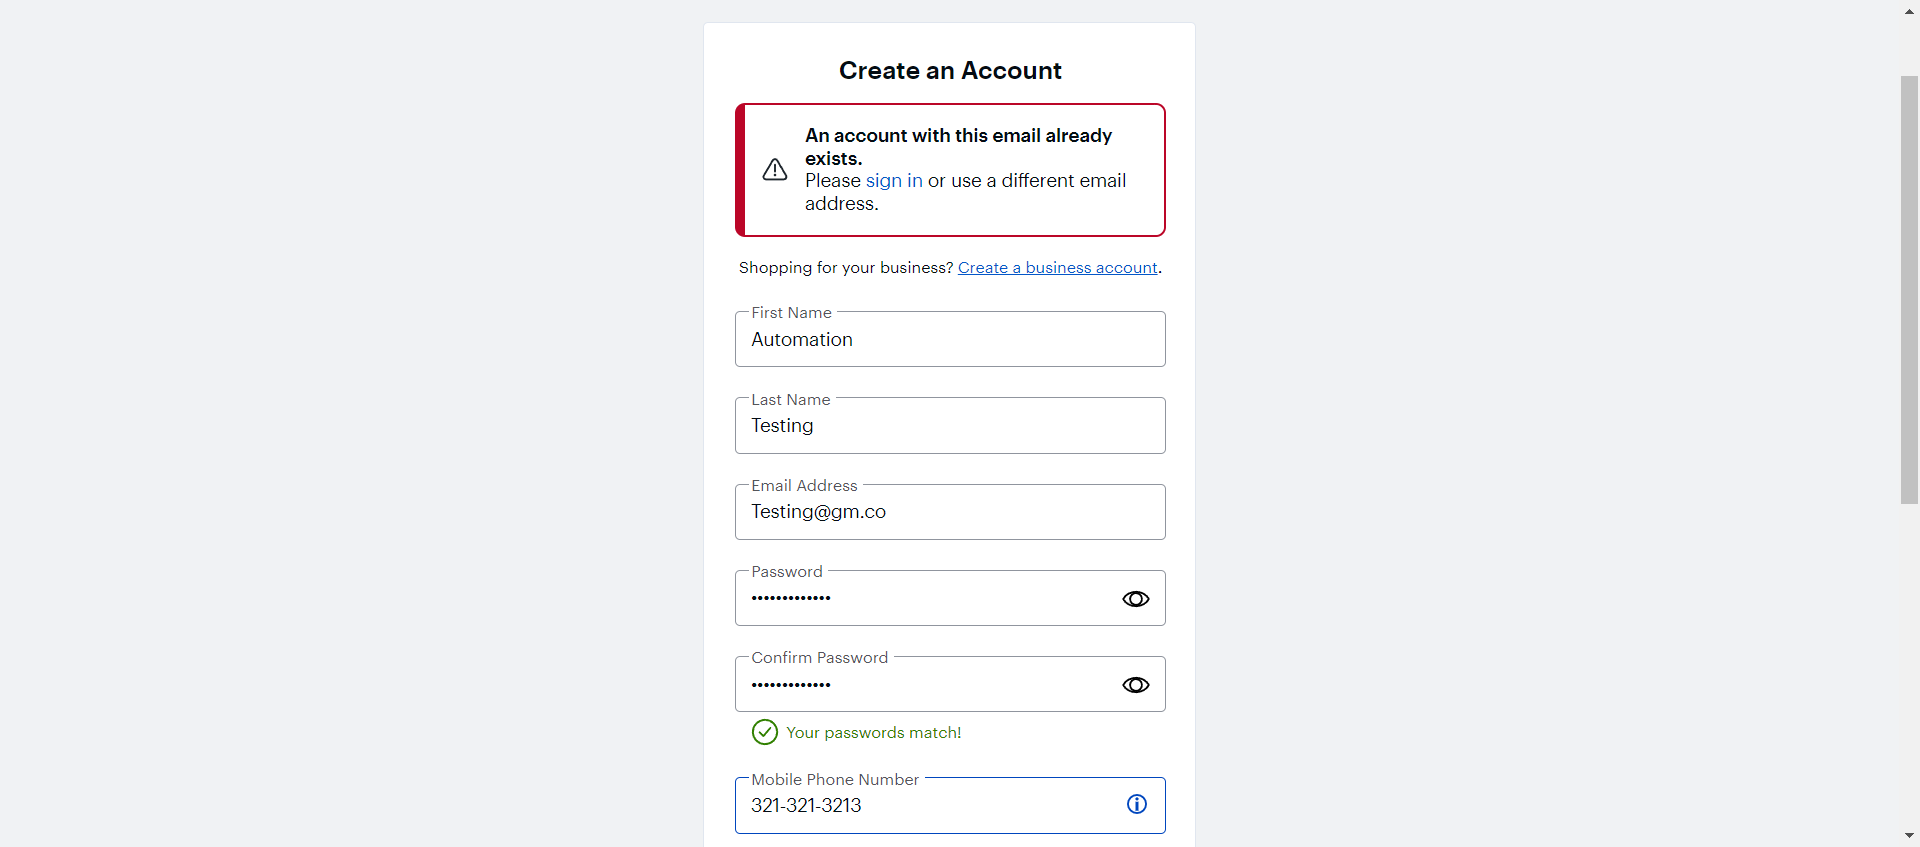 Create an Account
An account with this email already
exists.
Please sign in or use a different email
address.
Shopping for your business? Create a business account.
First Name
Automation
Last Name
Testing
Email Address
Testing@gm.co
Password
•••••••••••••
Confirm Password
•••••••••••••
Your passwords match!
Mobile Phone Number
321-321-3213